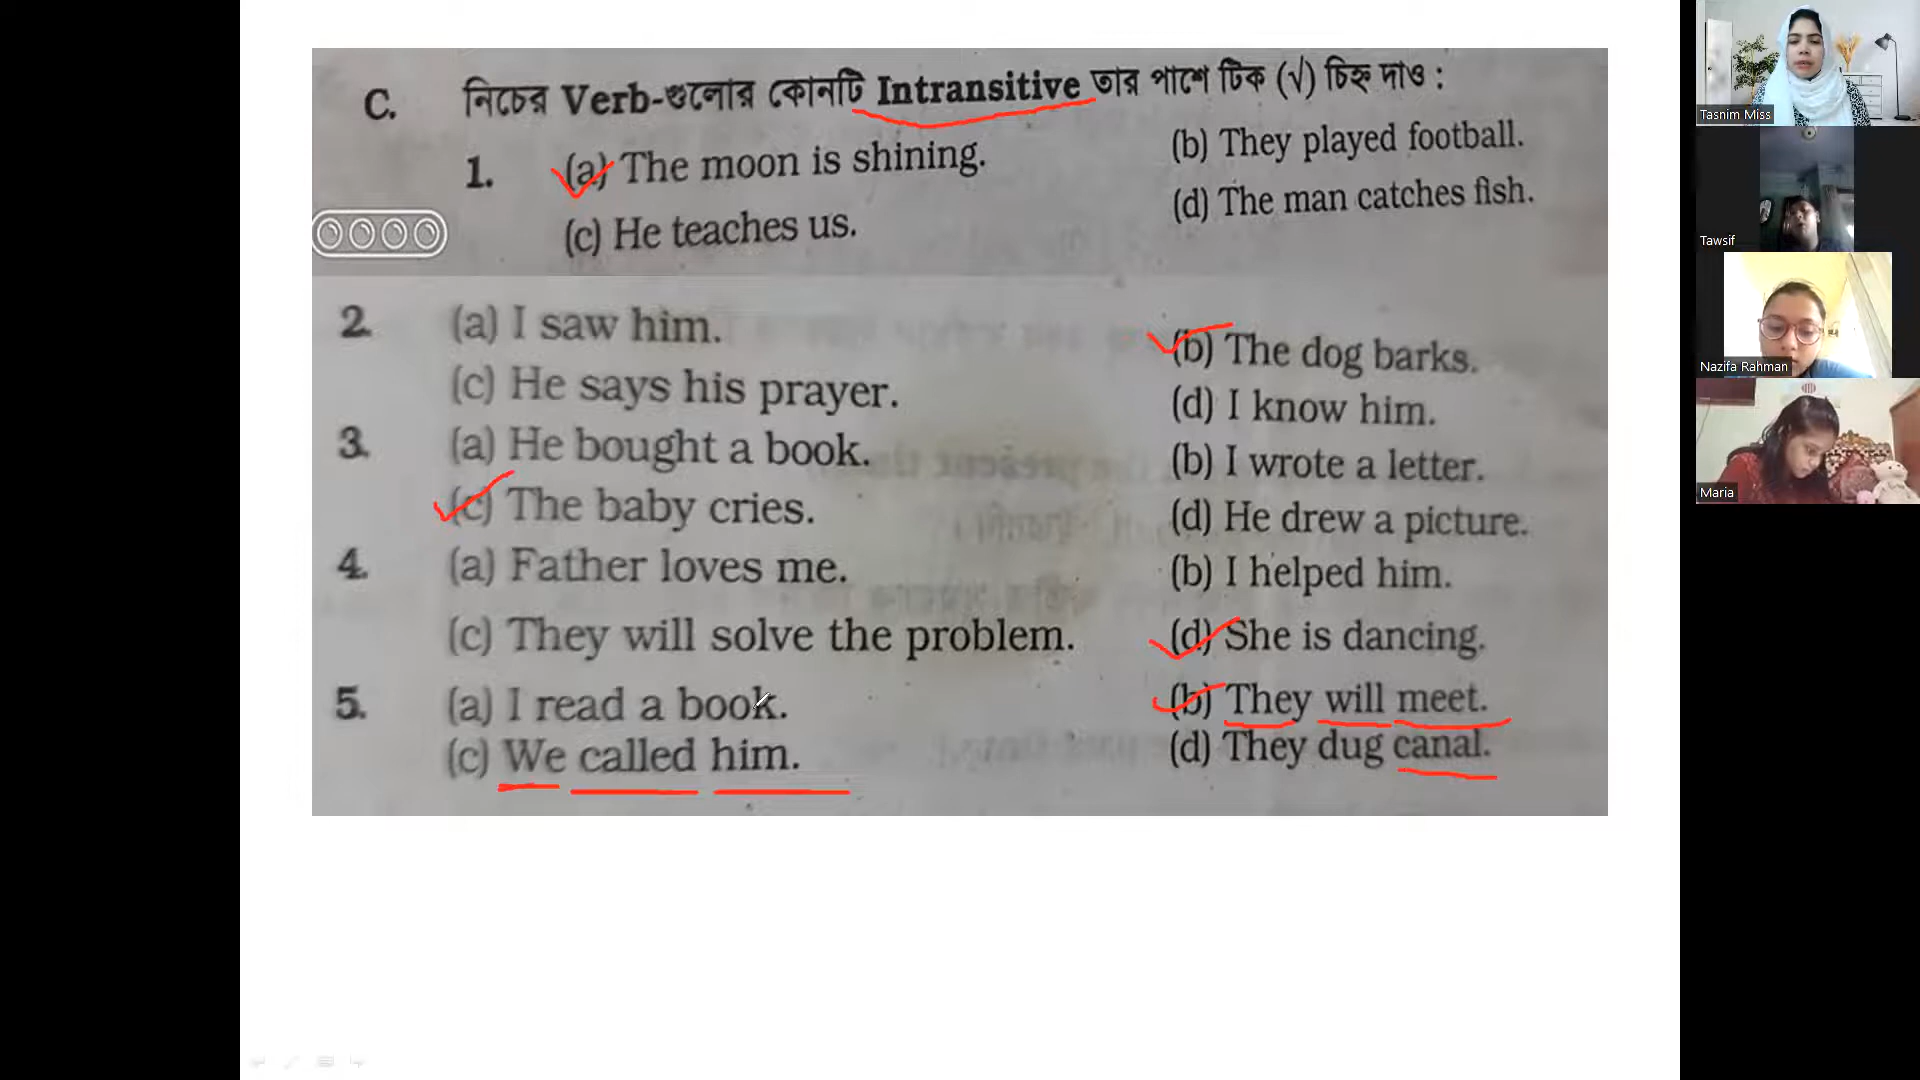 C. নিচের Verb-গুলোর কোনটি Intransitive তার পাশে টিক (√) চিহ্ন দাও :
1. (a) The moon is shining. (b) They played football.
(c) He teaches us. (d) The man catches fish.
2. (a) I saw him. (b) The dog barks.
(c) He says his prayer. (d) I know him.
3. (a) He bought a book. (b) I wrote a letter.
(c) The baby cries. (d) He drew a picture.
4. (a) Father loves me. (b) I helped him.
(c) They will solve the problem. (d) She is dancing.
5. (a) I read a book. (b) They will meet.
(c) We called him. (d) They dug canal.
Tasnim Miss
Tawsif
Nazifa Rahman
Maria